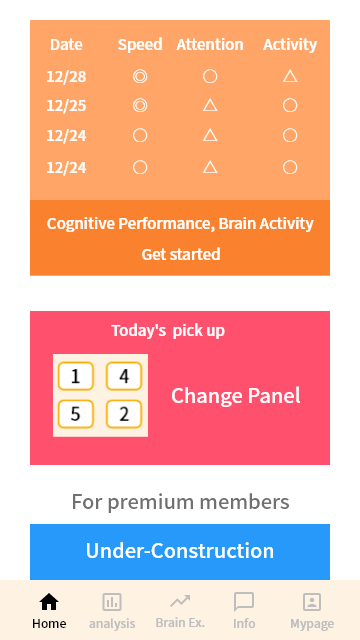 Date Speed Attention Activity
12/28 ◎ ○ △
12/25 ◎ △ ○
12/24 ○ △ ○
12/24 ○ △ ○
Cognitive Performance, Brain Activity
Get started
Today's pick up
1 4
5 2
Change Panel
For premium members
Under-Construction
Home analysis Brain Ex. Info Mypage